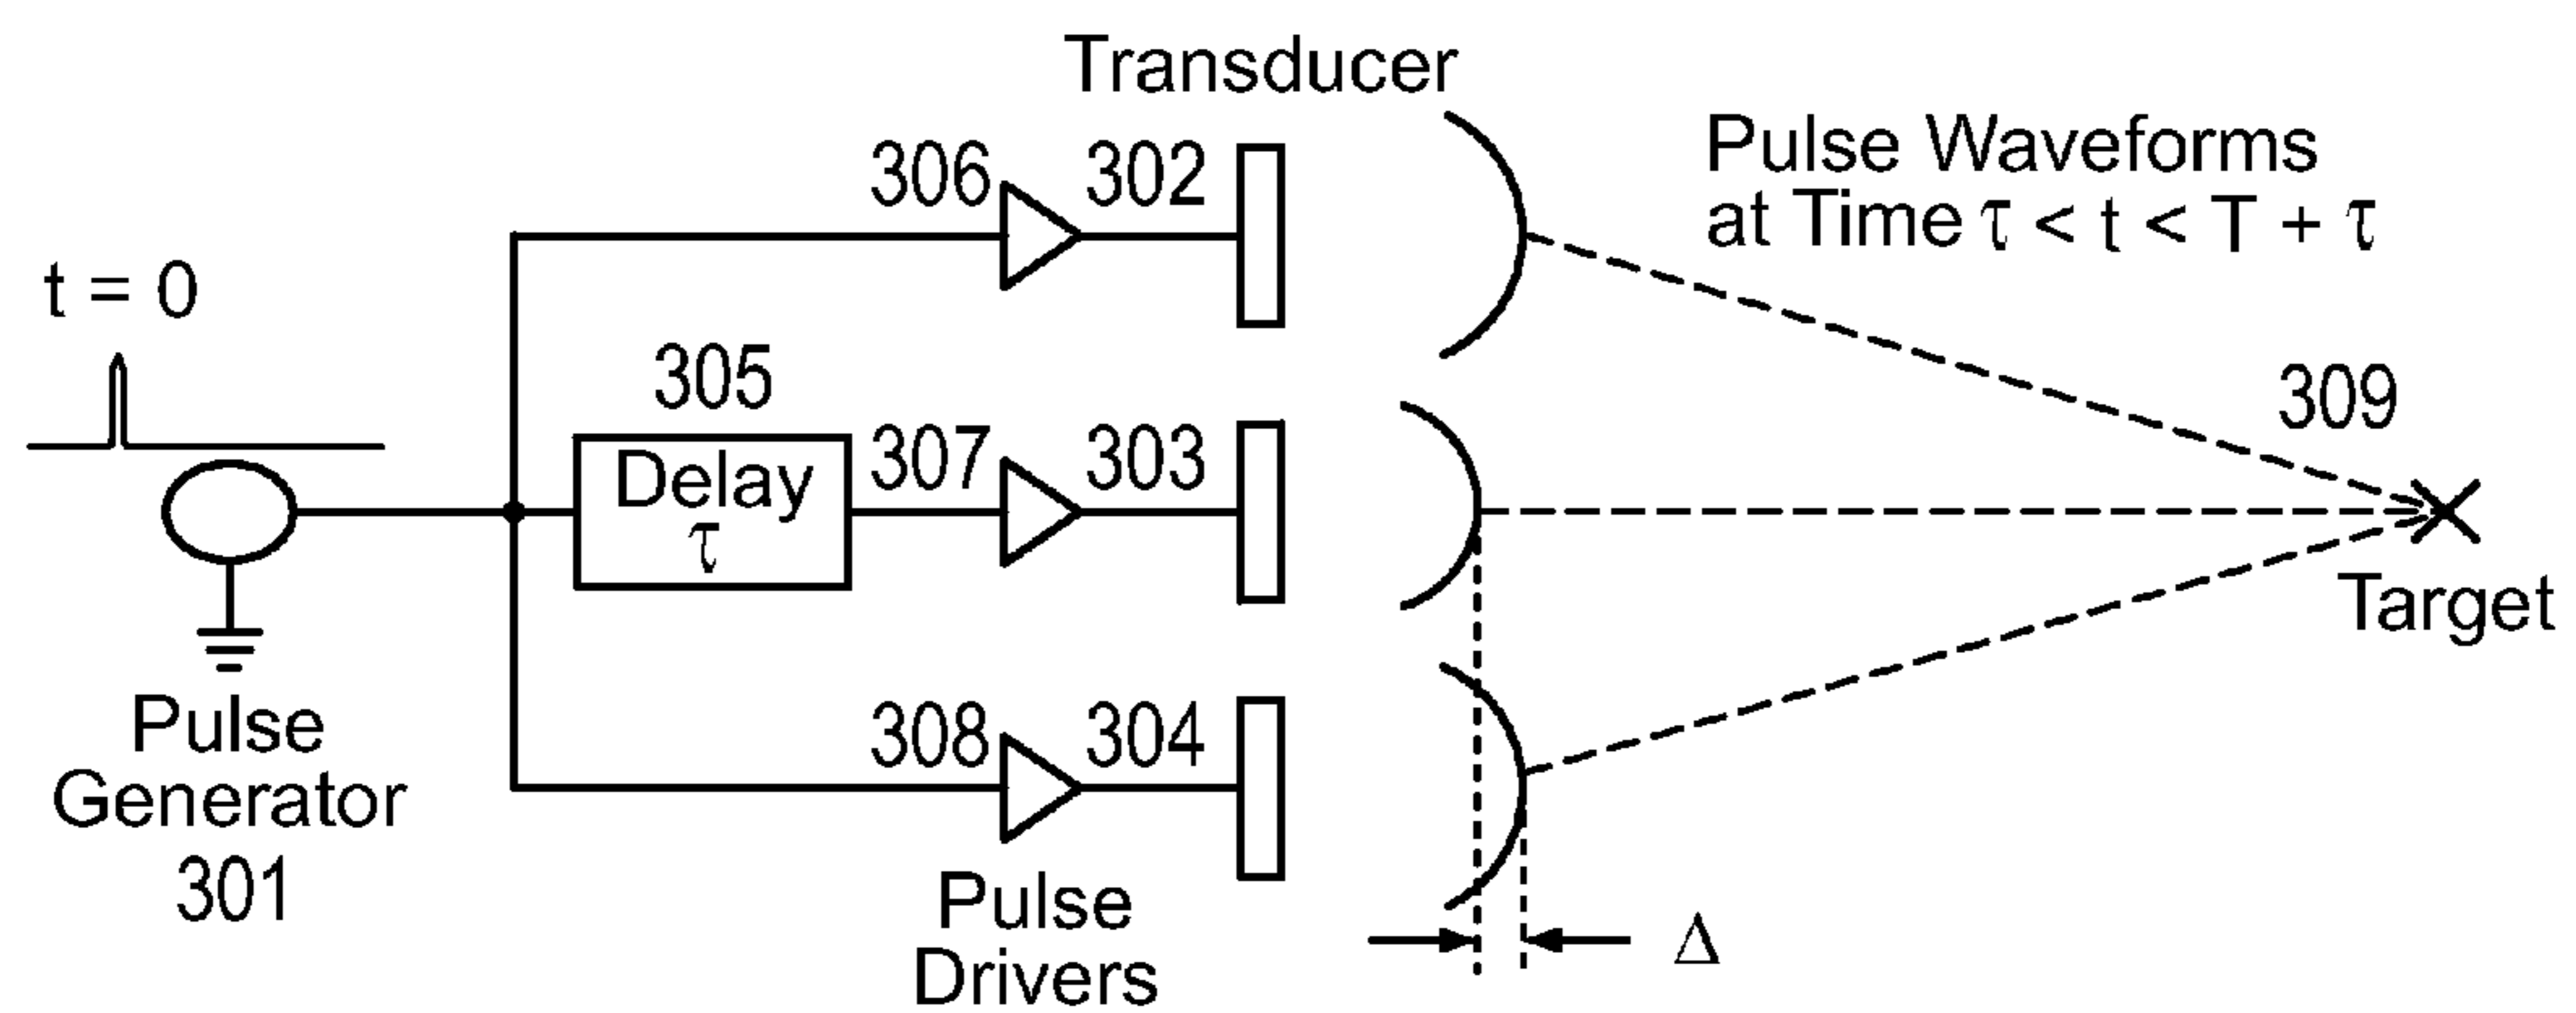 Transducer
Pulse Waveforms
at Time τ < t < T + τ
306
302
t = 0
305
309
Delay
τ
307
303
Target
Pulse
Generator
301
308
304
Pulse
Drivers
Δ